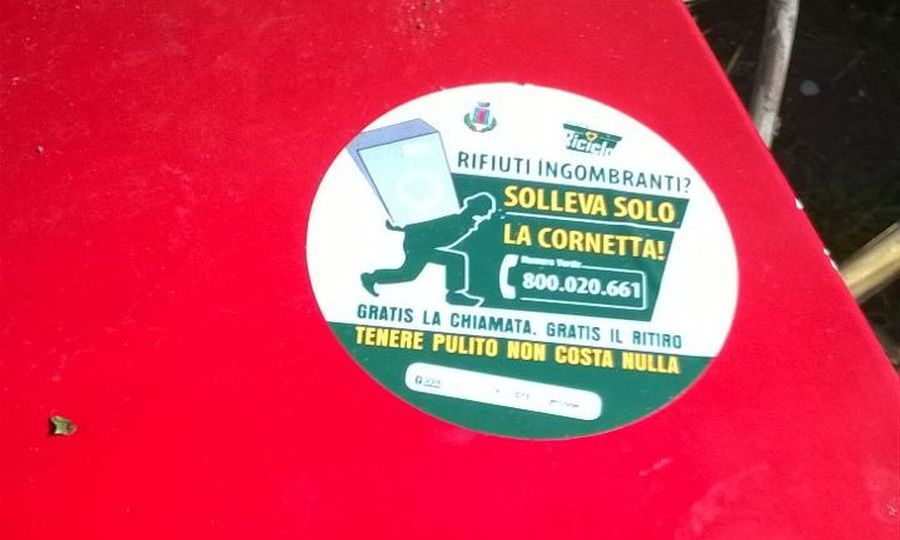 Riciclo
RIFIUTI INGOMBRANTI?
SOLLEVA SOLO
LA CORNETTA!
Numero Verde
800.020.661
GRATIS LA CHIAMATA. GRATIS IL RITIRO
TENERE PULITO NON COSTA NULLA